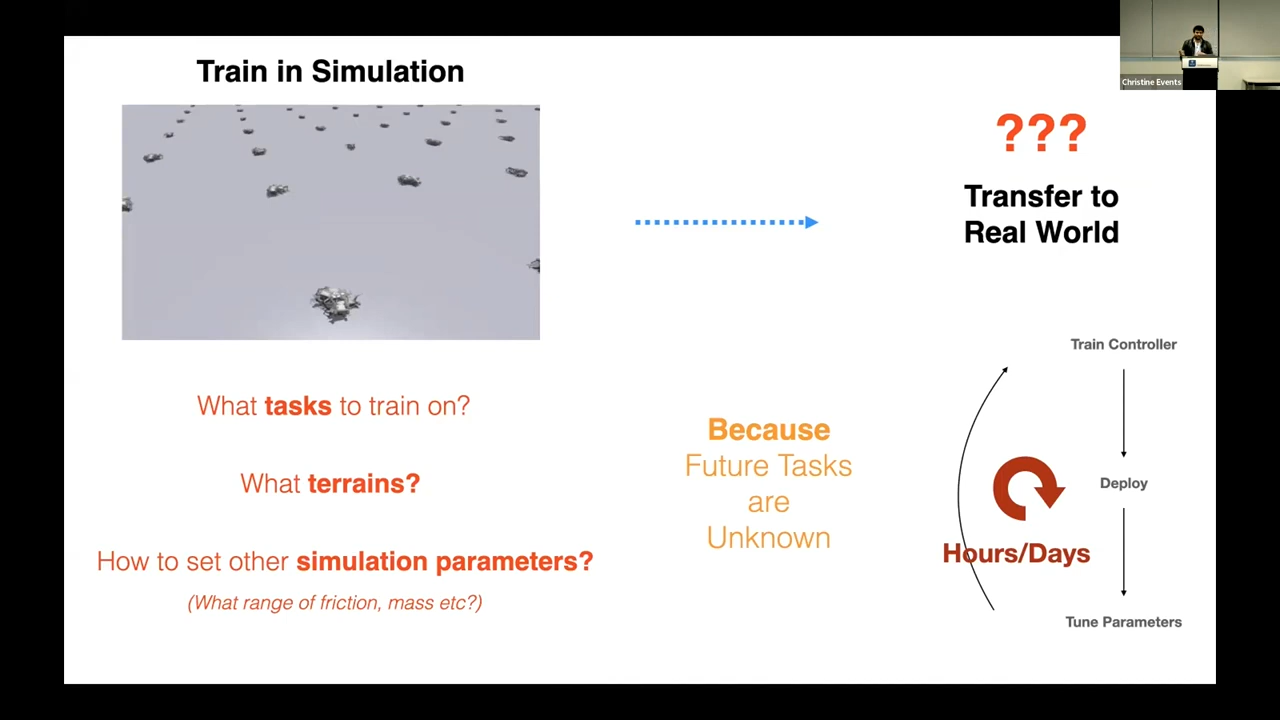 Train in Simulation
Christine Events
???
Transfer to
Real World
What tasks to train on?
What terrains?
How to set other simulation parameters?
(What range of friction, mass etc?)
Because
Future Tasks
are
Unknown
Train Controller
Deploy
Hours/Days
Tune Parameters